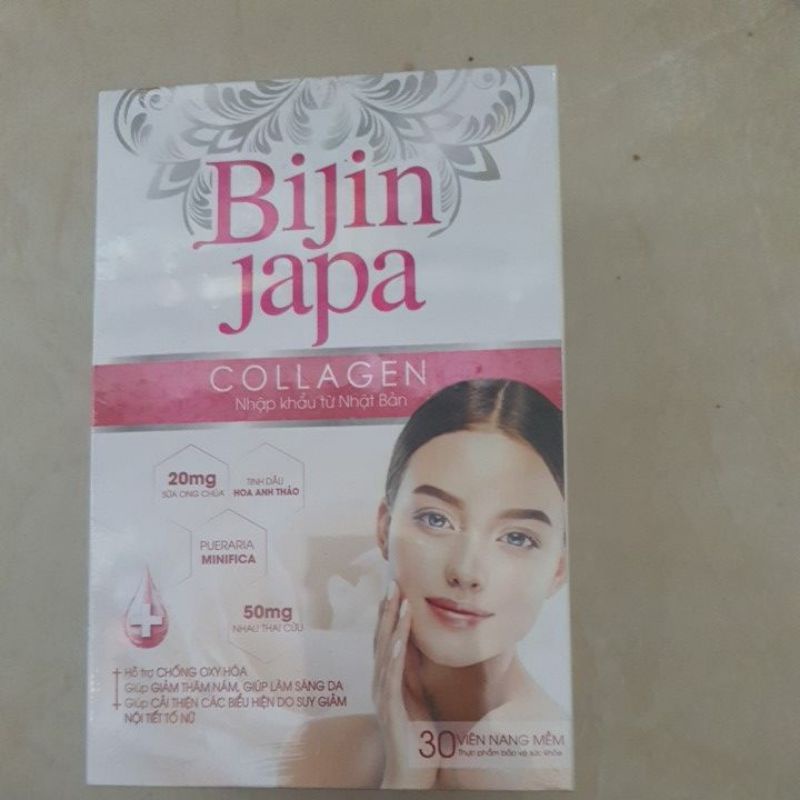 Bijin
japa
COLLAGEN
Nhập khẩu từ Nhật Bản
20mg
SỮA ONG CHÚA
TINH DẦU
HOA ANH THẢO
PUERARIA
MINIFICA
50mg
NHAU THAI CỪU
Hỗ trợ CHỐNG OXY HÓA
Giúp GIẢM THÂM NÁM, GIÚP LÀM SÁNG DA
Giúp CẢI THIỆN CÁC BIỂU HIỆN DO SUY GIẢM
NỘI TIẾT TỐ NỮ
30 VIÊN NANG MỀM
Thực phẩm bảo vệ sức khỏe